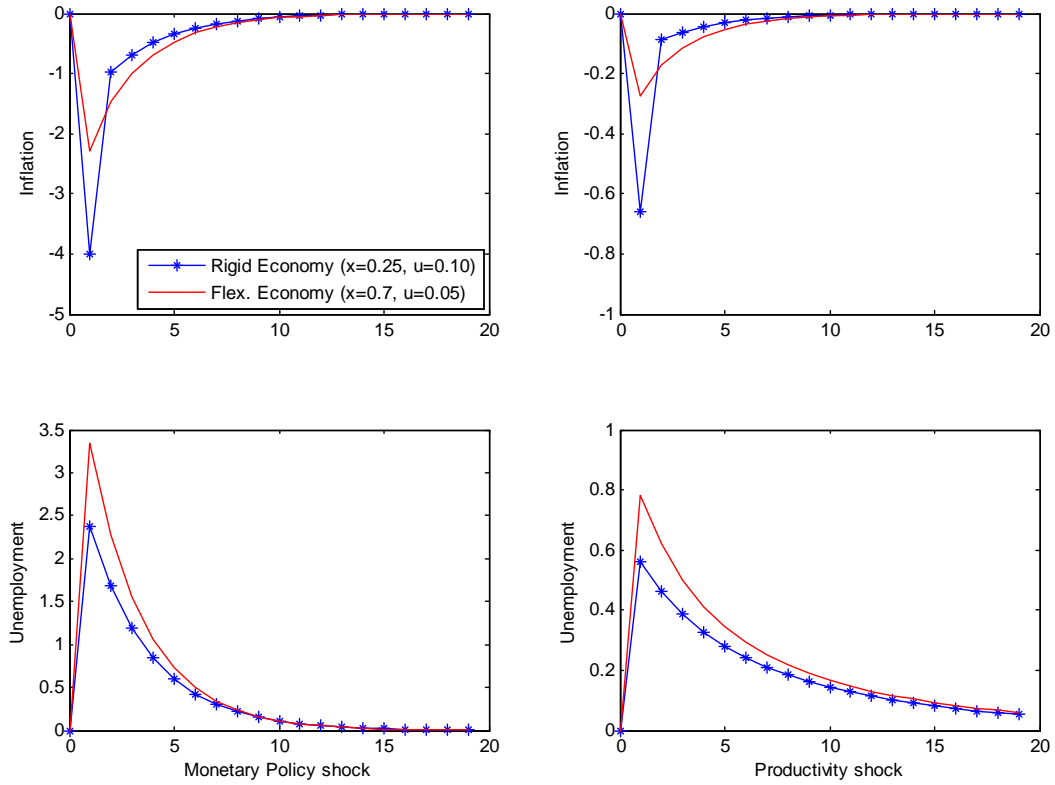 0
-1
-2
-3
-4
-5
Inflation
Rigid Economy (x=0.25, u=0.10)
Flex. Economy (x=0.7, u=0.05)
0 5 10 15 20
0
-0.2
-0.4
-0.6
-0.8
-1
Inflation
0 5 10 15 20
3.5
3
2.5
2
1.5
1
0.5
0
Unemployment
0 5 10 15 20
Monetary Policy shock
1
0.8
0.6
0.4
0.2
0
Unemployment
0 5 10 15 20
Productivity shock